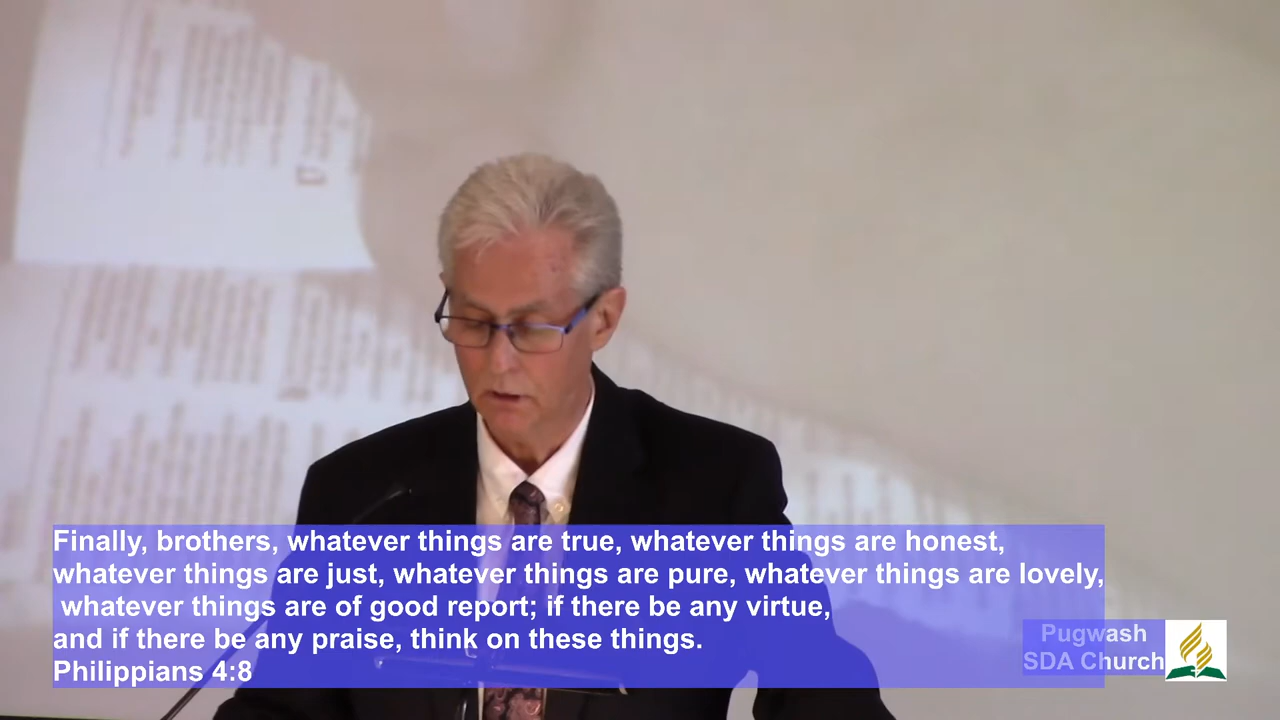 Finally, brothers, whatever things are true, whatever things are honest,
whatever things are just, whatever things are pure, whatever things are lovely,
whatever things are of good report; if there be any virtue,
and if there be any praise, think on these things.
Philippians 4:8
Pugwash
SDA Church